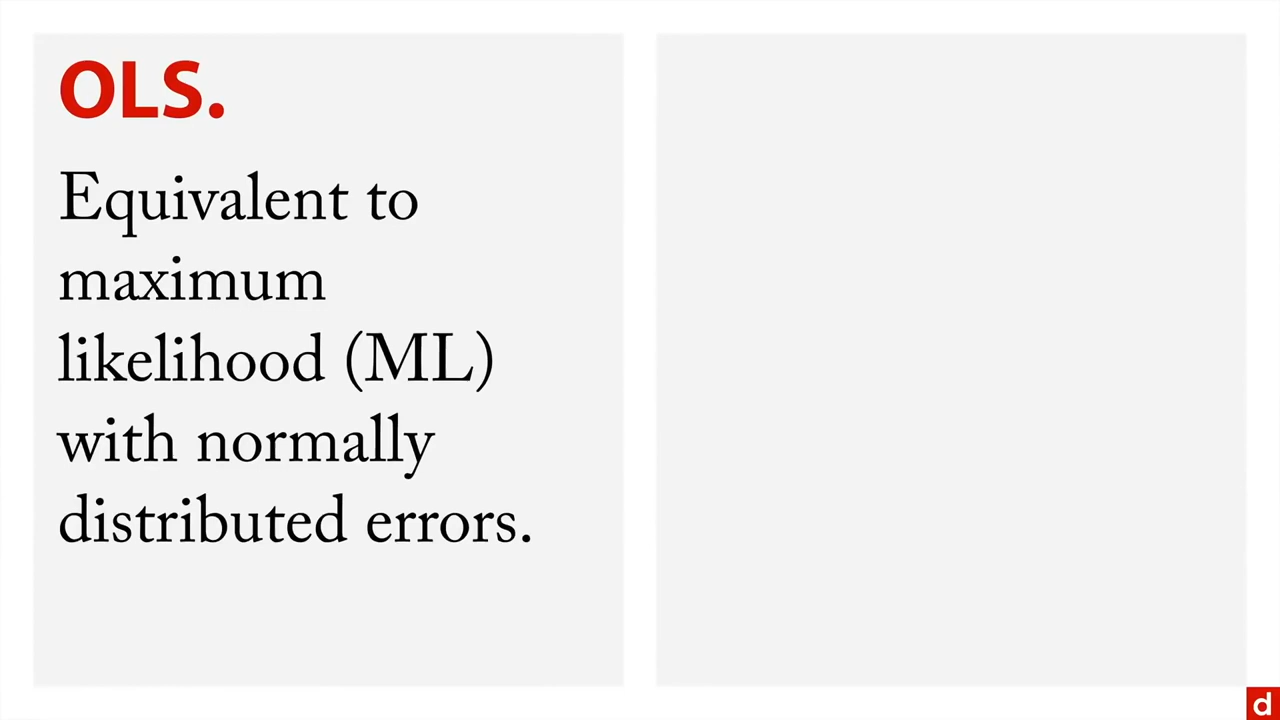 OLS.
Equivalent to
maximum
likelihood (ML)
with normally
distributed errors.
d